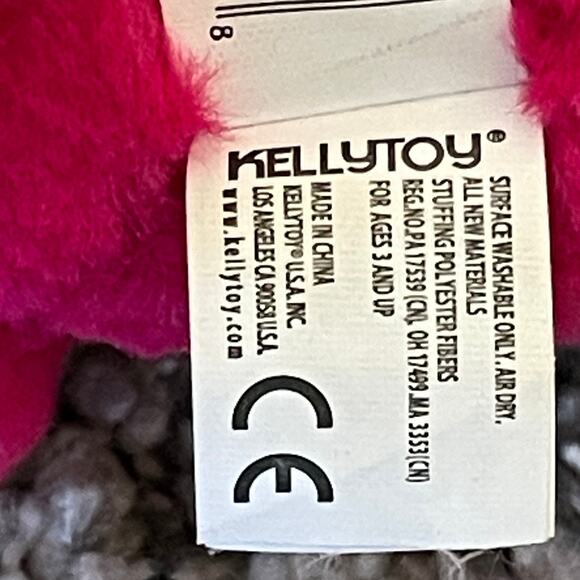 8
KELLYTOY®
SURFACE WASHABLE ONLY. AIR DRY.
ALL NEW MATERIALS
STUFFING POLYESTER FIBERS
REG.NO.PA 17539 (CN), OH 17499 ,MA 3353 (CN)
FOR AGES 3 AND UP
MADE IN CHINA
KELLYTOY® U.S.A. INC
LOS ANGELES CA 90058 U.S.A.
www.kellytoy.com
CE